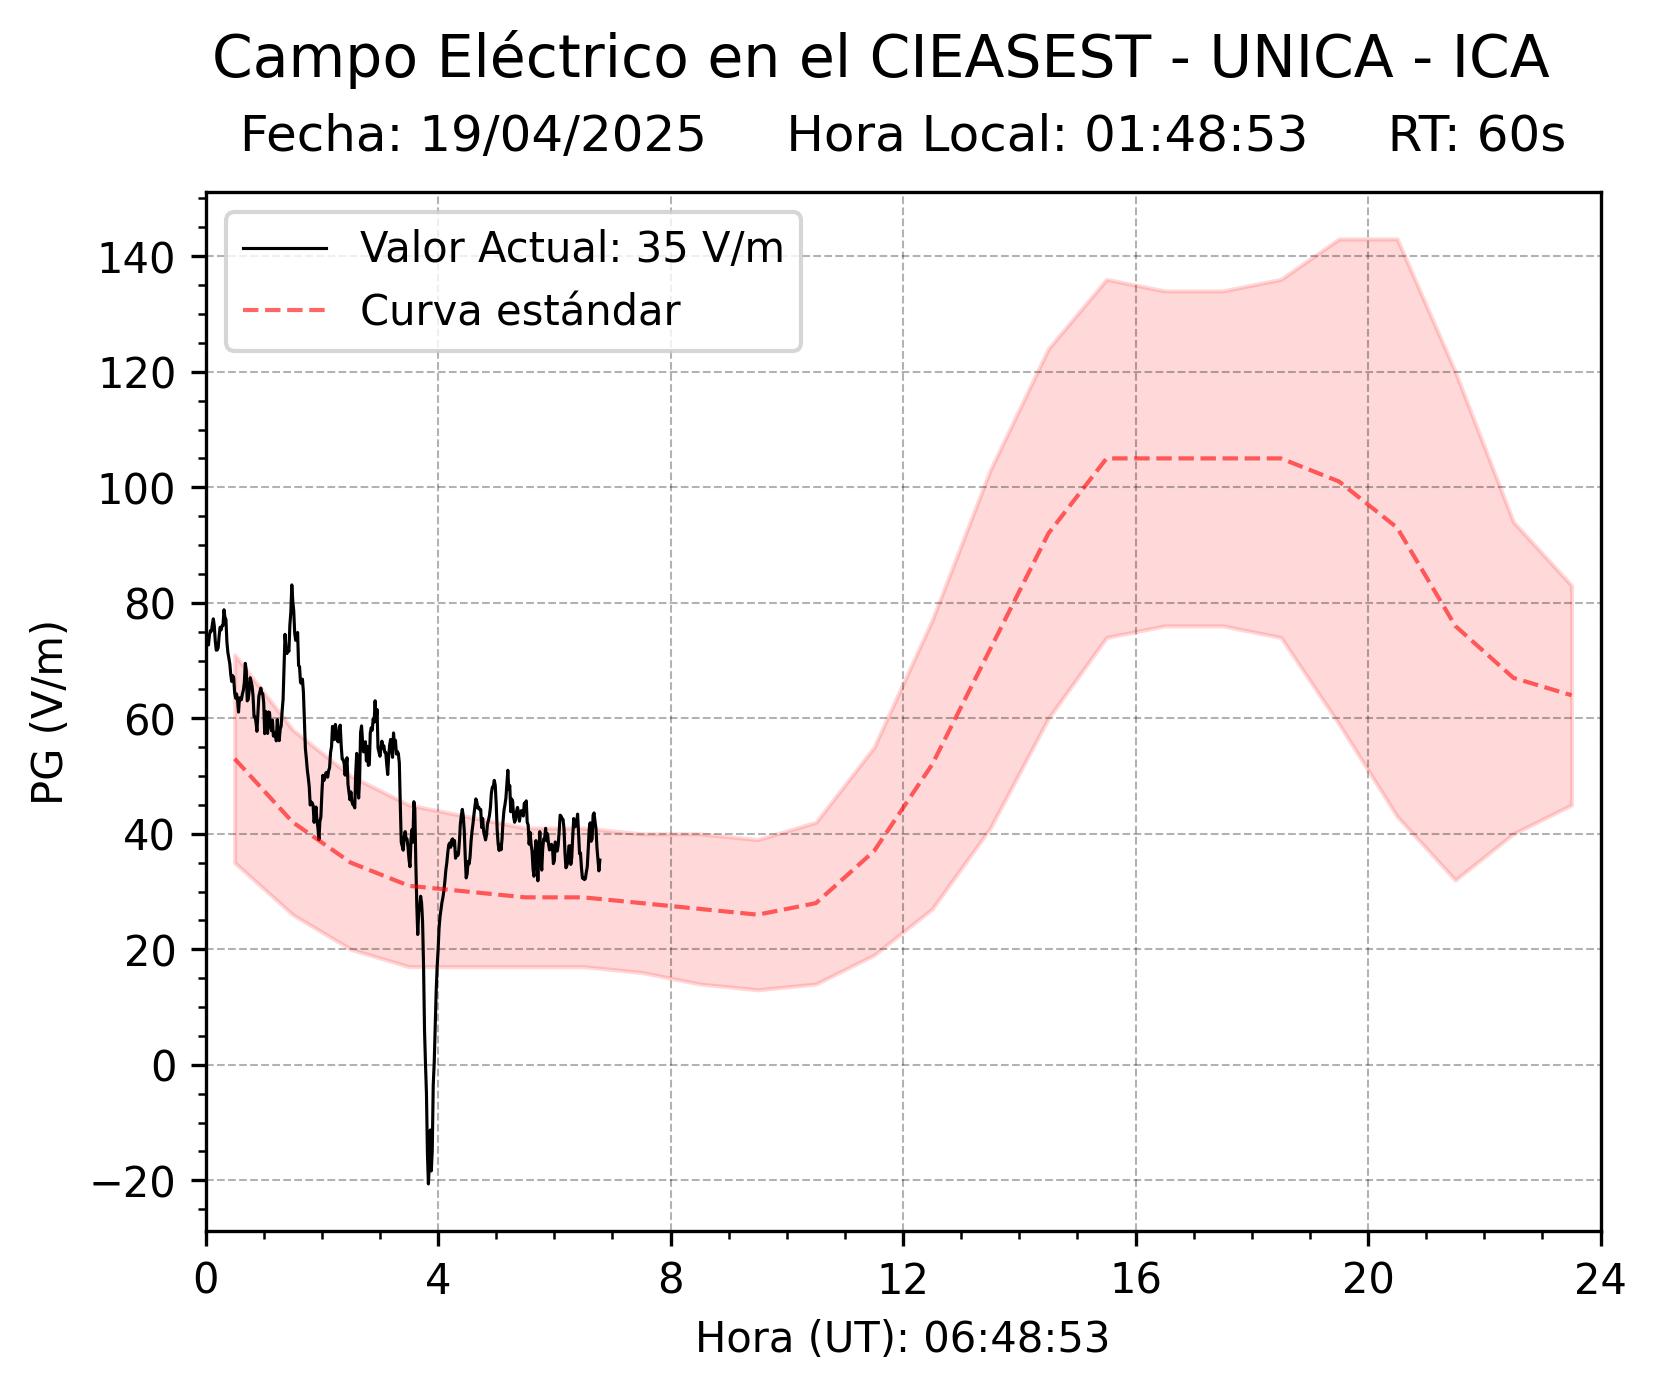 Campo Eléctrico en el CIEASEST - UNICA - ICA
Fecha: 19/04/2025 Hora Local: 01:48:53 RT: 60s
Valor Actual: 35 V/m
Curva estándar
PG (V/m)
140
120
100
80
60
40
20
0
−20
0 4 8 12 16 20 24
Hora (UT): 06:48:53